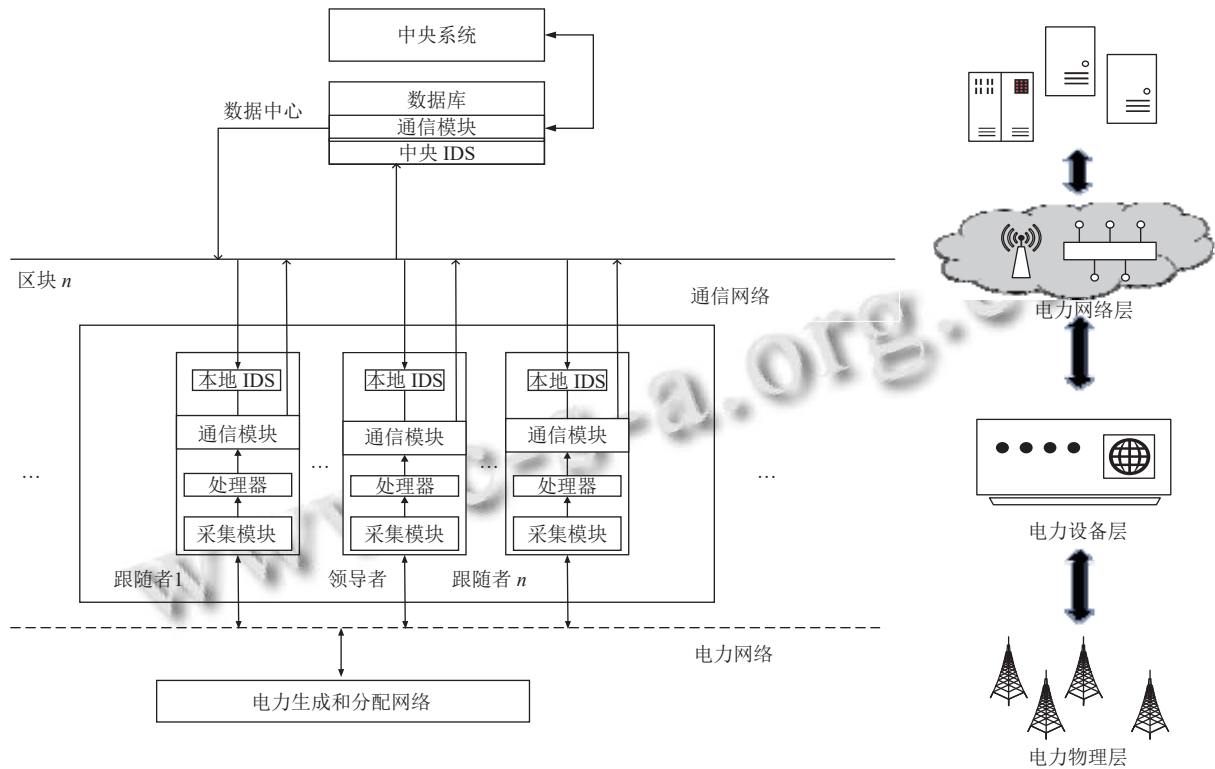 中央系统
数据库
数据中心
通信模块
中央 IDS
区块 n
通信网络
电力网络层
本地 IDS
本地 IDS
本地 IDS
通信模块
通信模块
通信模块
…
…
…
…
处理器
处理器
处理器
采集模块
采集模块
采集模块
电力设备层
跟随者1
领导者
跟随者 n
电力网络
电力生成和分配网络
电力物理层